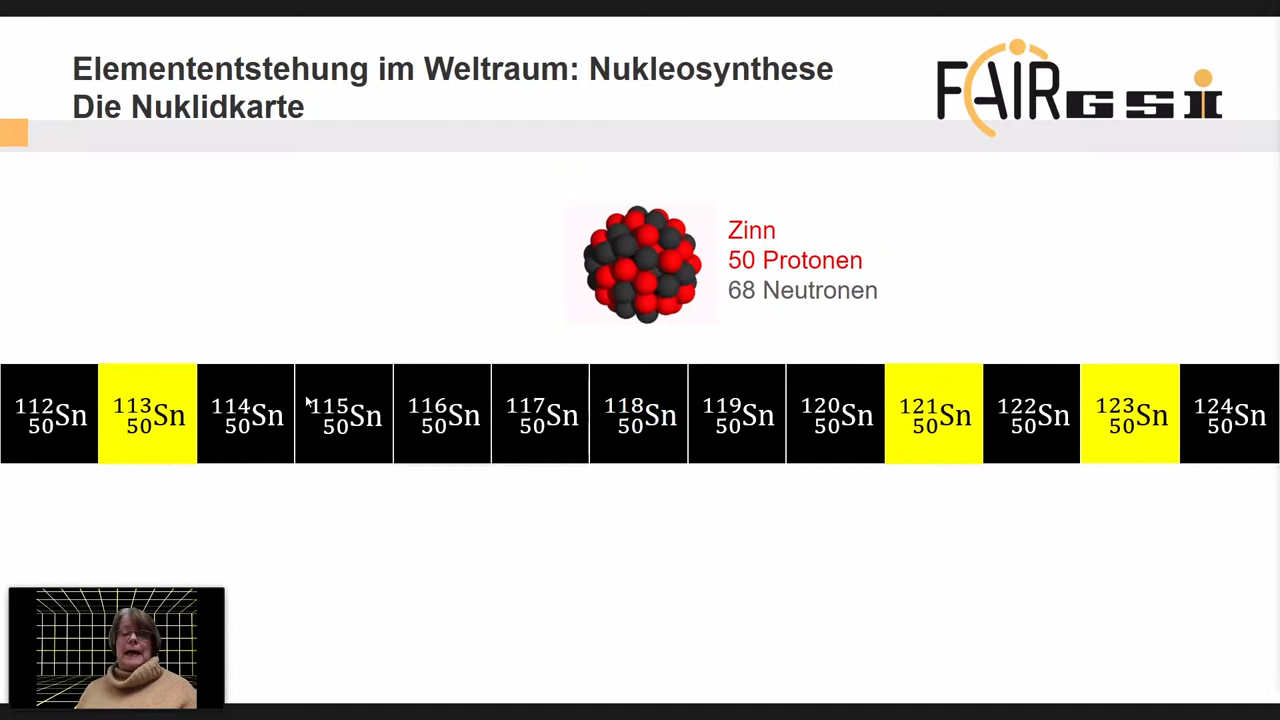 Elemententstehung im Weltraum: Nukleosynthese
Die Nuklidkarte
FAIR GSI
Zinn
50 Protonen
68 Neutronen
112 50 Sn 113 50 Sn 114 50 Sn 115 50 Sn 116 50 Sn 117 50 Sn 118 50 Sn 119 50 Sn 120 50 Sn 121 50 Sn 122 50 Sn 123 50 Sn 124 50 Sn